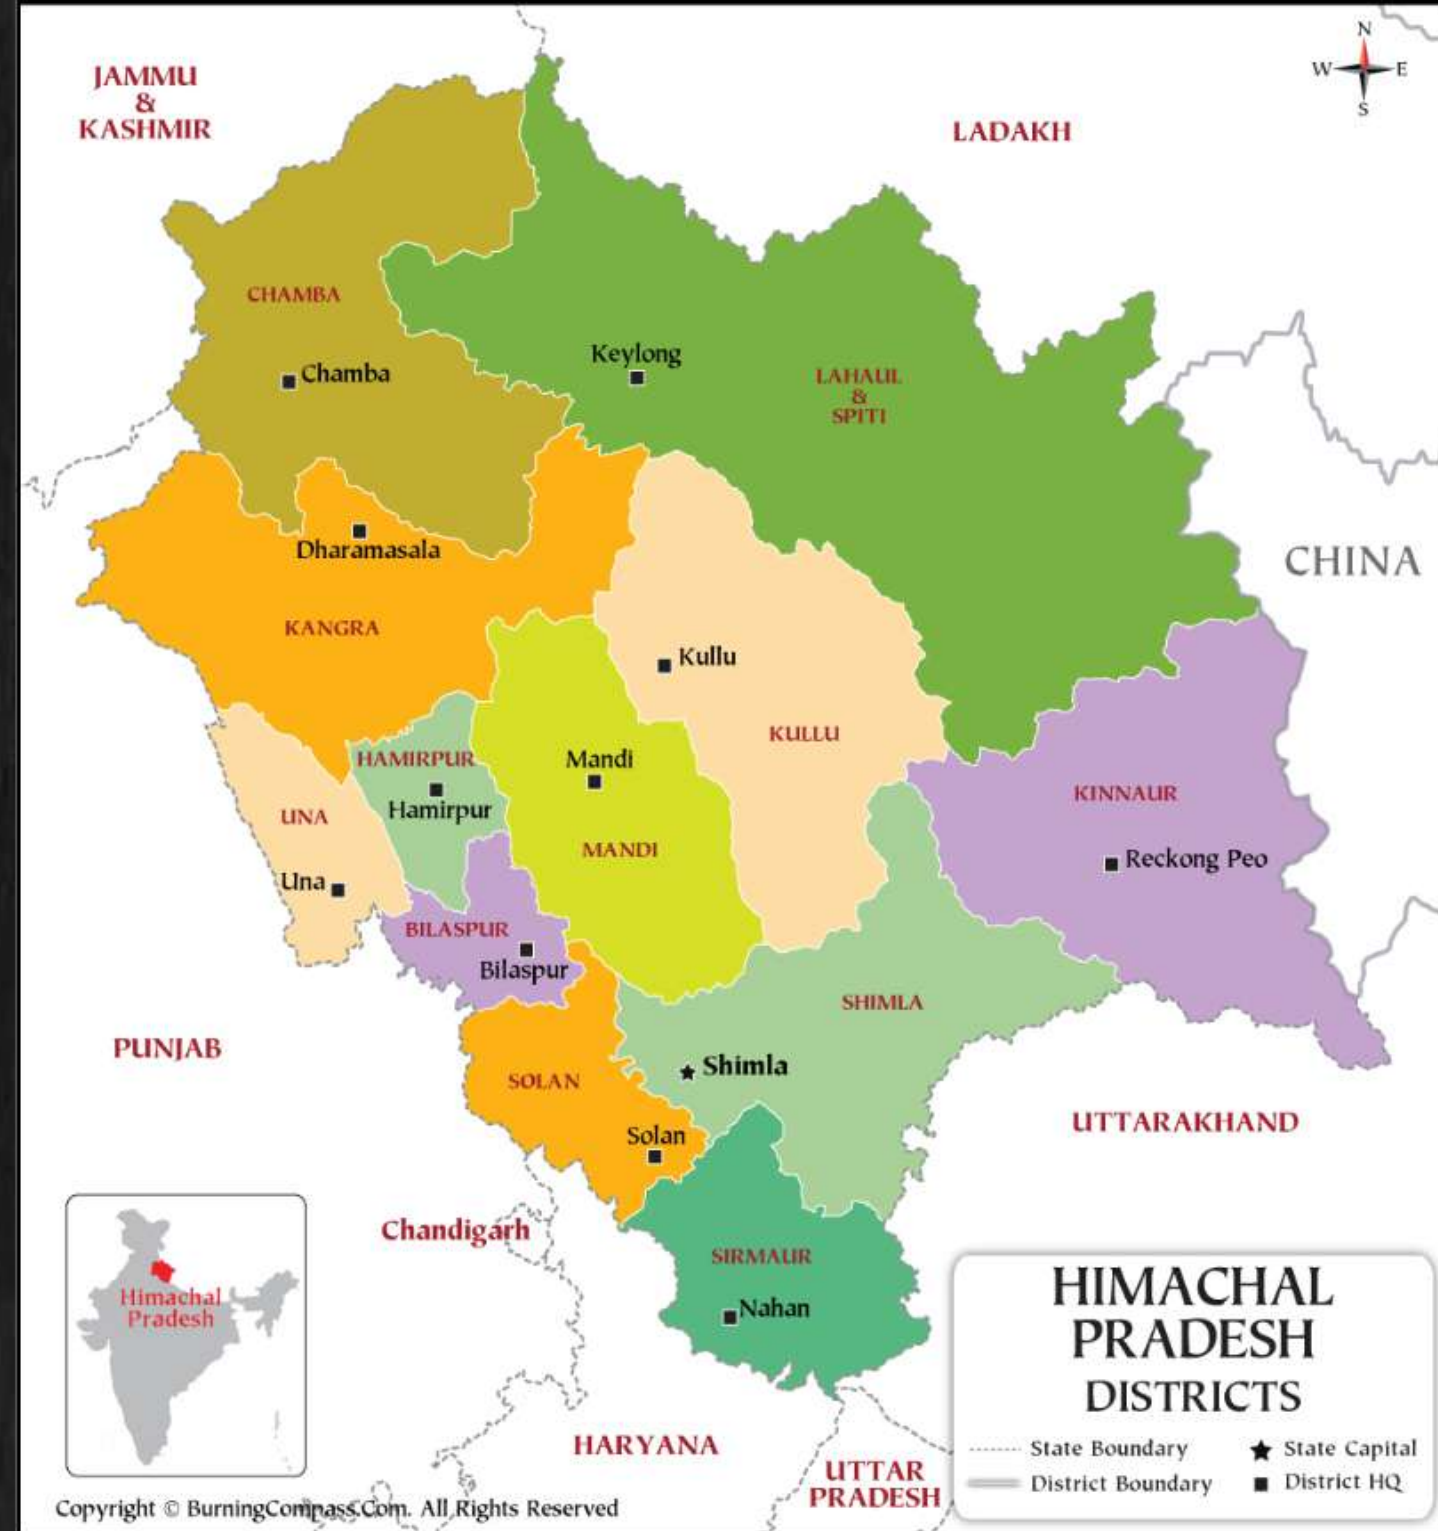 JAMMU
&
KASHMIR
LADAKH
N
W E
S
CHAMBA
Chamba
Keylong
LAHAUL
&
SPITI
Dharamasala
KANGRA
CHINA
Kullu
KULLU
HAMIRPUR
Hamirpur
Mandi
MANDI
UNA
Una
KINNAUR
Reckong Peo
BILASPUR
Bilaspur
SHIMLA
Shimla
PUNJAB
SOLAN
Solan
UTTARAKHAND
Chandigarh
SIRMAUR
Nahan
Himachal
Pradesh
HARYANA
UTTAR
PRADESH
HIMACHAL
PRADESH
DISTRICTS
State Boundary
State Capital
District Boundary
District HQ
Copyright © BurningCompass.Com. All Rights Reserved